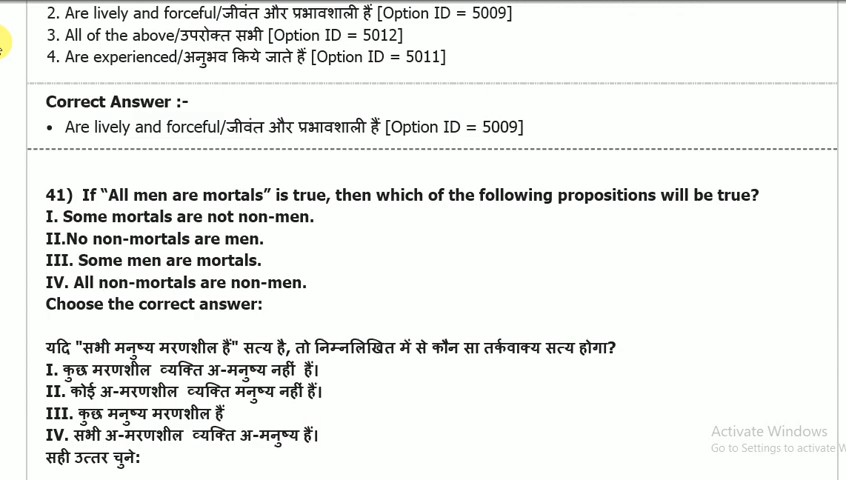 2. Are lively and forceful/जीवंत और प्रभावशाली हैं [Option ID = 5009]
3. All of the above/उपरोक्त सभी [Option ID = 5012]
4. Are experienced/अनुभव किये जाते हैं [Option ID = 5011]
Correct Answer :-
• Are lively and forceful/जीवंत और प्रभावशाली हैं [Option ID = 5009]
41) If “All men are mortals” is true, then which of the following propositions will be true?
I. Some mortals are not non-men.
II.No non-mortals are men.
III. Some men are mortals.
IV. All non-mortals are non-men.
Choose the correct answer:
यदि "सभी मनुष्य मरणशील हैं" सत्य है, तो निम्नलिखित में से कौन सा तर्कवाक्य सत्य होगा?
I. कुछ मरणशील व्यक्ति अ-मनुष्य नहीं हैं।
II. कोई अ-मरणशील व्यक्ति मनुष्य नहीं हैं।
III. कुछ मनुष्य मरणशील हैं
IV. सभी अ-मरणशील व्यक्ति अ-मनुष्य हैं।
सही उत्तर चुने:
Activate Windows
Go to Settings to activate W